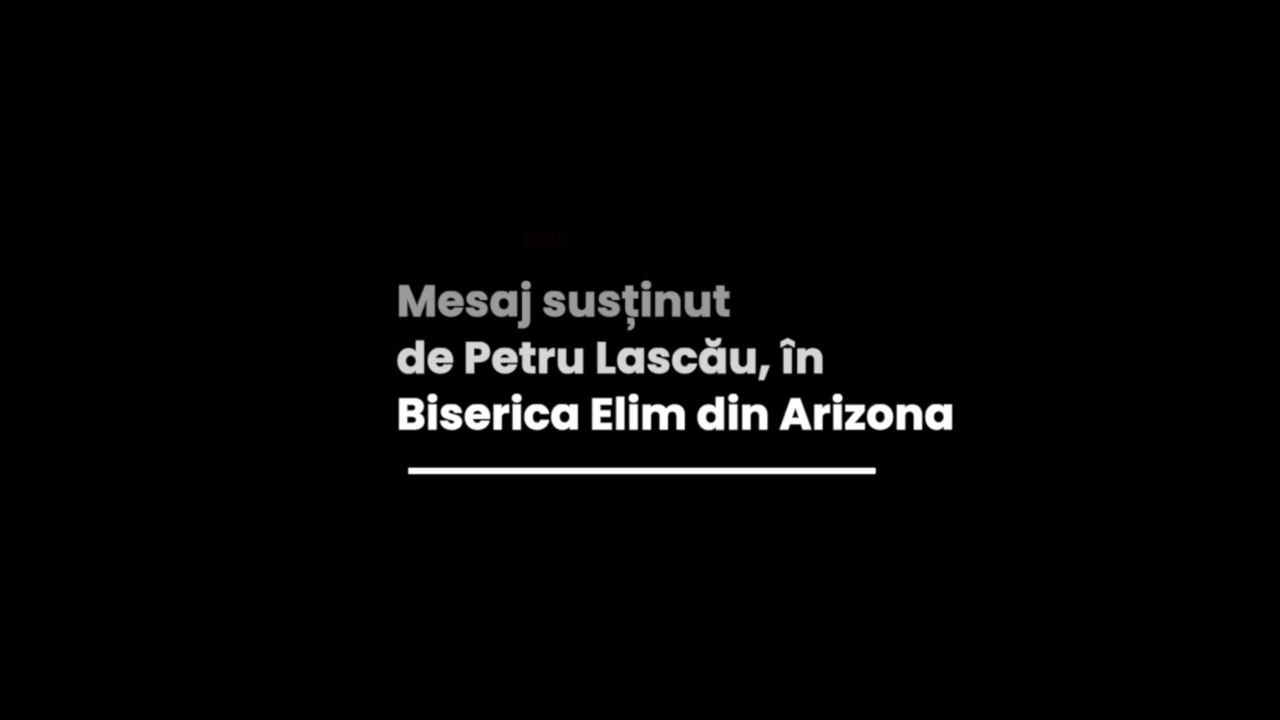 Mesaj susținut
de Petru Lascău, în
Biserica Elim din Arizona